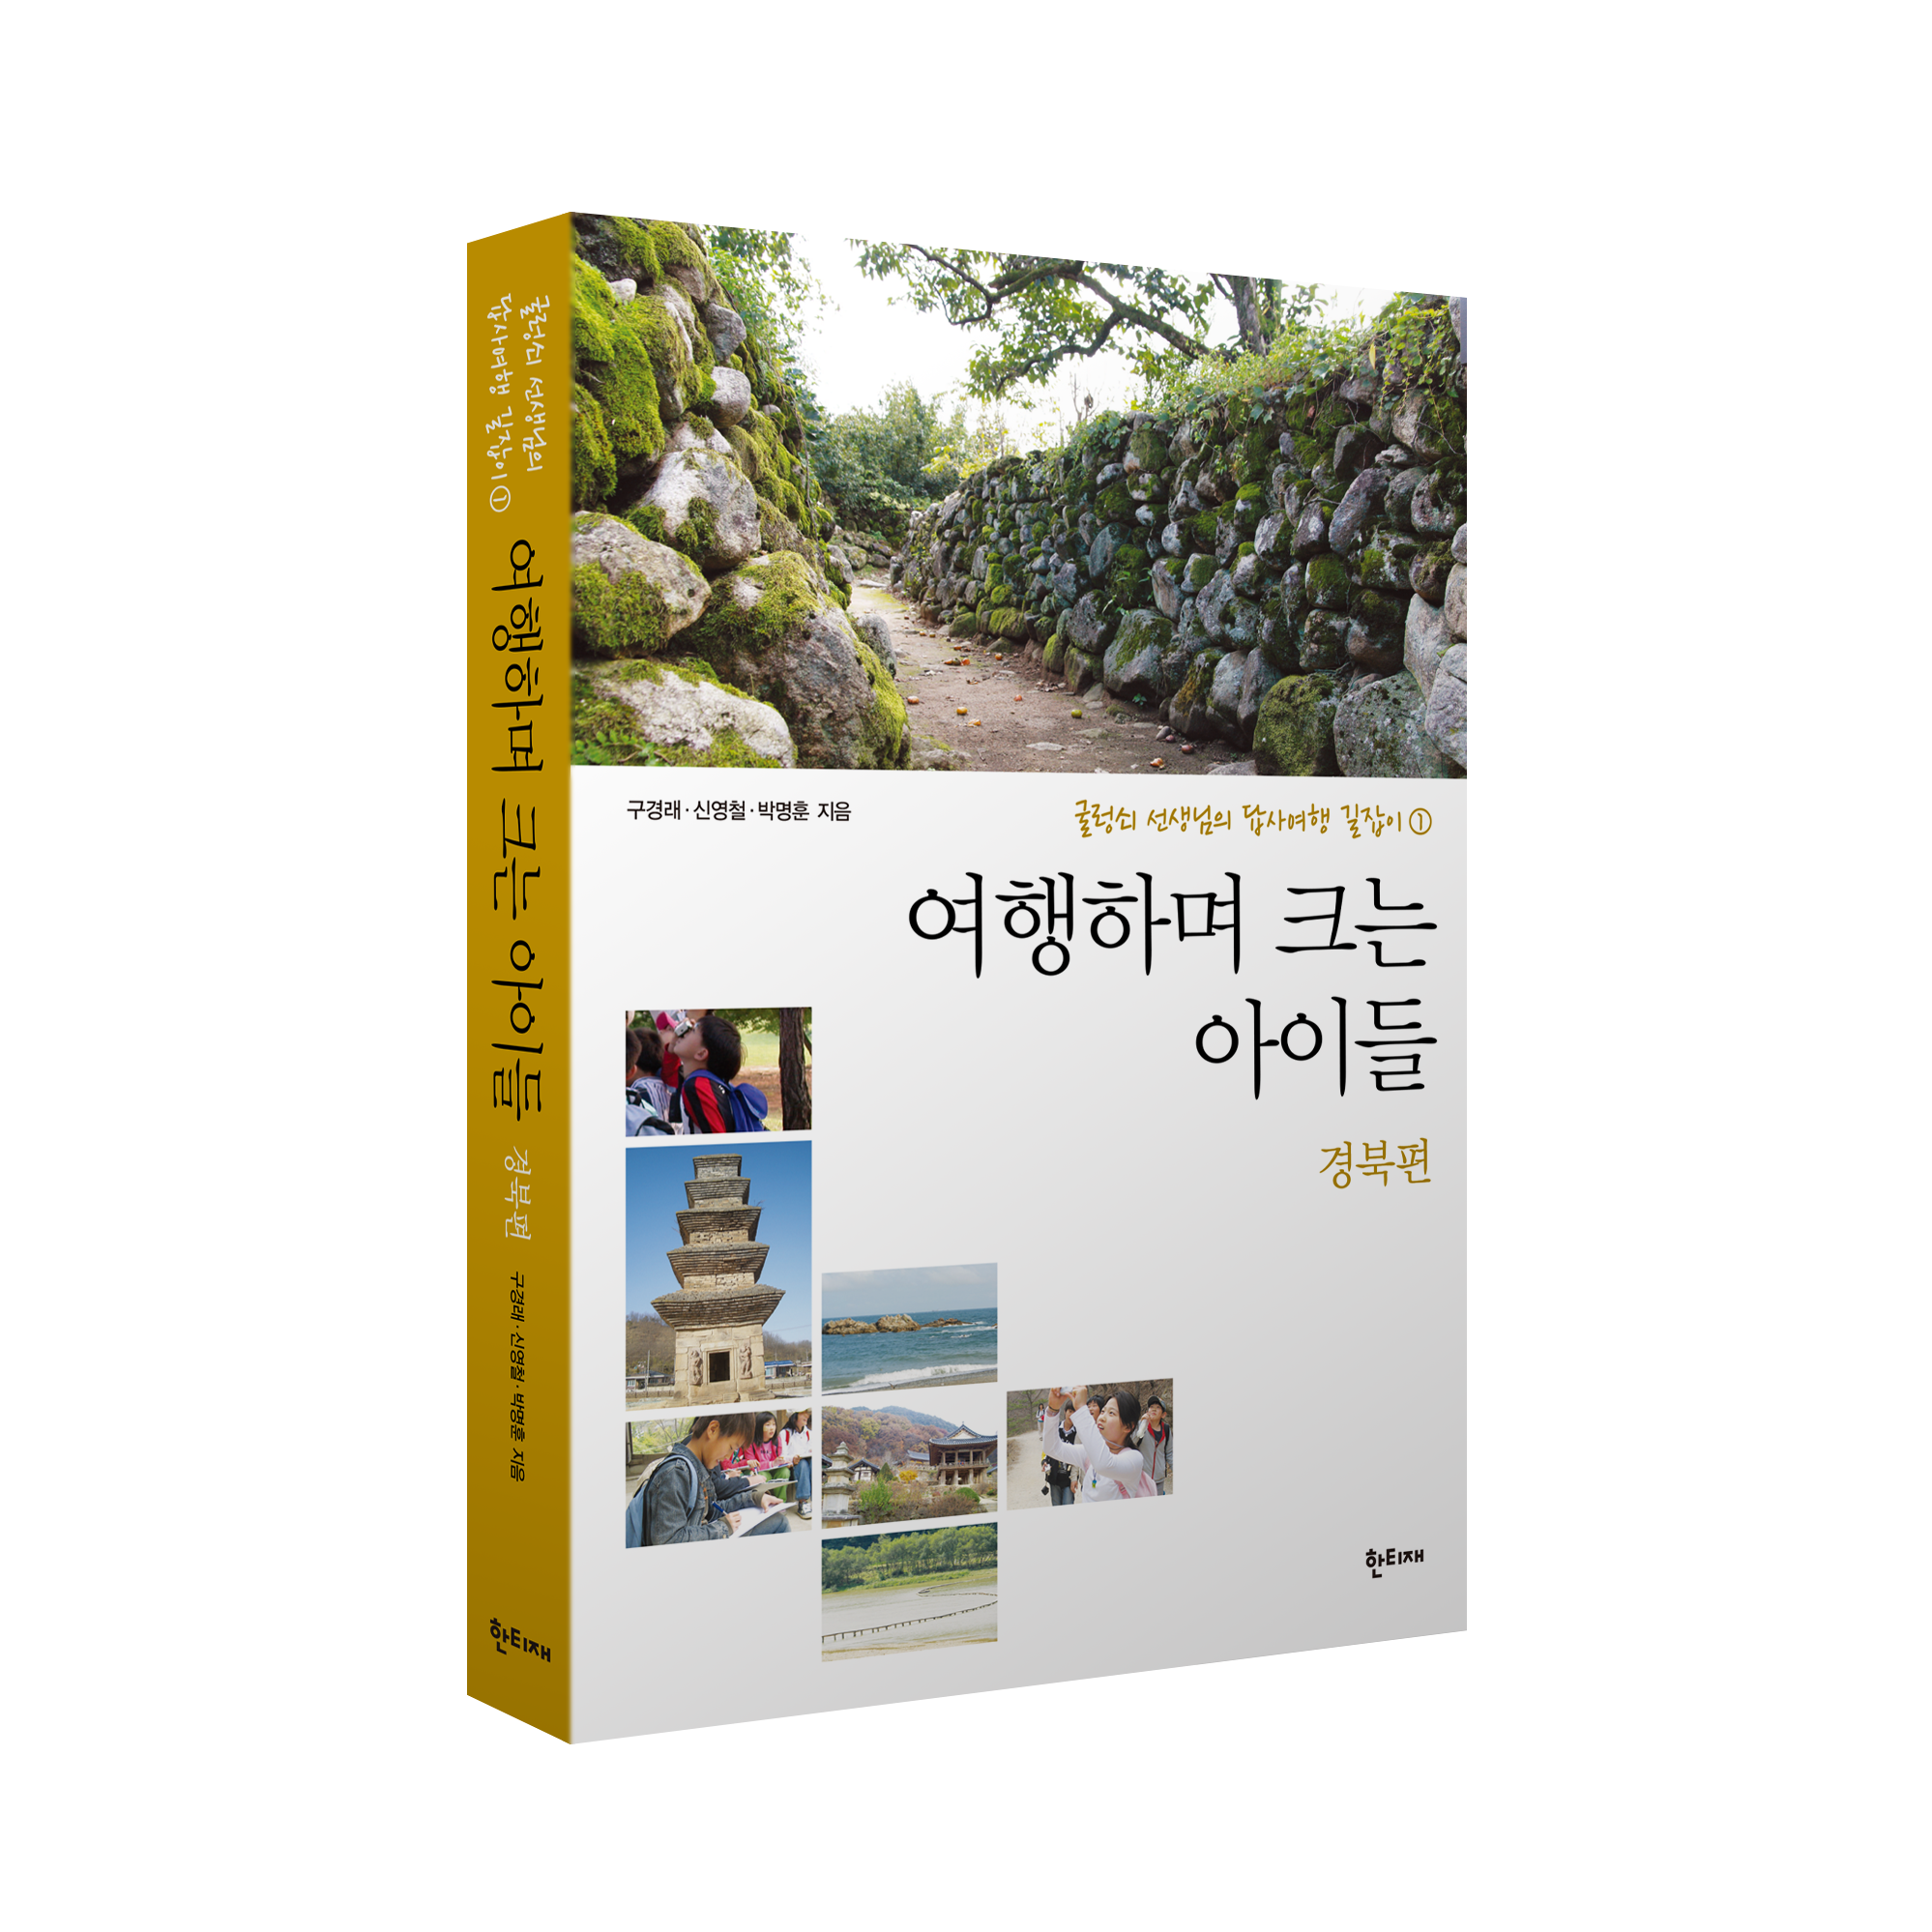 굴렁쇠 선생님의
답사여행 길잡이 ①
여행하며 크는 아이들
경북편
구경래·신영철·박명훈 지음
한티재
구경래·신영철·박명훈 지음
굴렁쇠 선생님의 답사여행 길잡이 ①
여행하며 크는
아이들
경북편
한티재